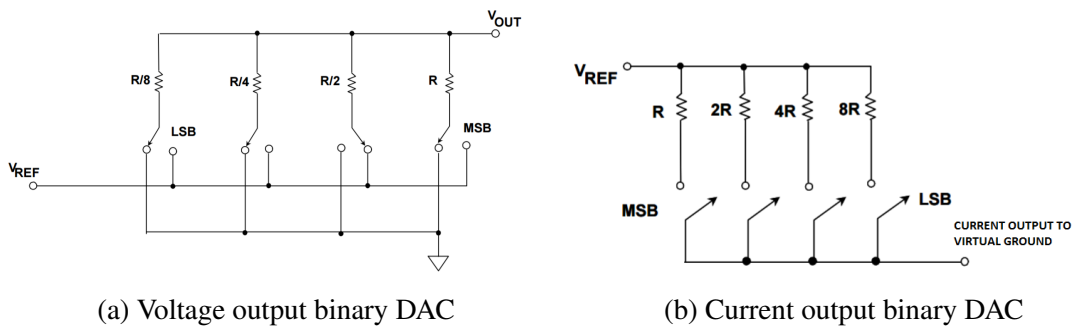 VOUT
R/8
R/4
R/2
R
LSB
MSB
VREF
(a) Voltage output binary DAC
VREF
R
2R
4R
8R
MSB
LSB
CURRENT OUTPUT TO
VIRTUAL GROUND
(b) Current output binary DAC